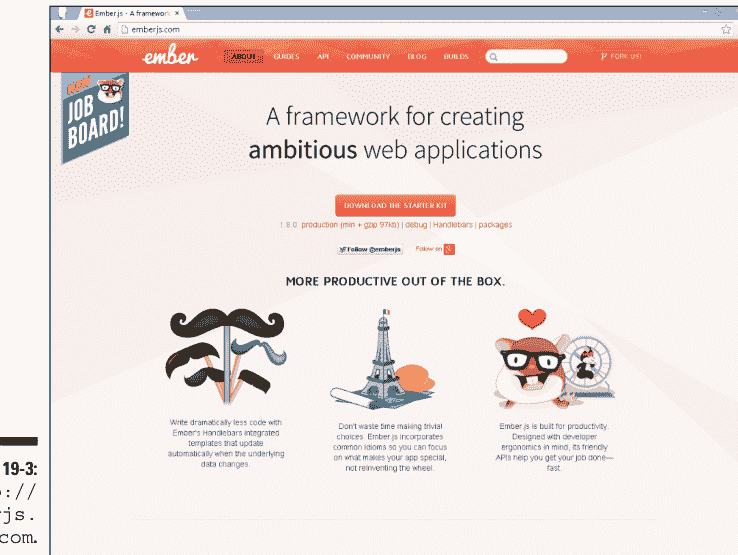 Ember.js - A framework
emberjs.com
ember ABOUT GUIDES API COMMUNITY BLOG BUILDS FORK US!
NEW!
JOB
BOARD!
A framework for creating
ambitious web applications
DOWNLOAD THE STARTER KIT
1.8.0 production (min + gzip 97kb) | debug | Handlebars | packages
Follow @emberjs Follow on
MORE PRODUCTIVE OUT OF THE BOX.
Write dramatically less code with
Ember's Handlebars integrated
templates that update
automatically when the underlying
data changes.
Don't waste time making trivial
choices. Ember.js incorporates
common idioms so you can focus
on what makes your app special,
not reinventing the wheel.
Ember.js is built for productivity.
Designed with developer
ergonomics in mind, its friendly
APIs help you get your job done—
fast.
19-3:
://
js.
com.